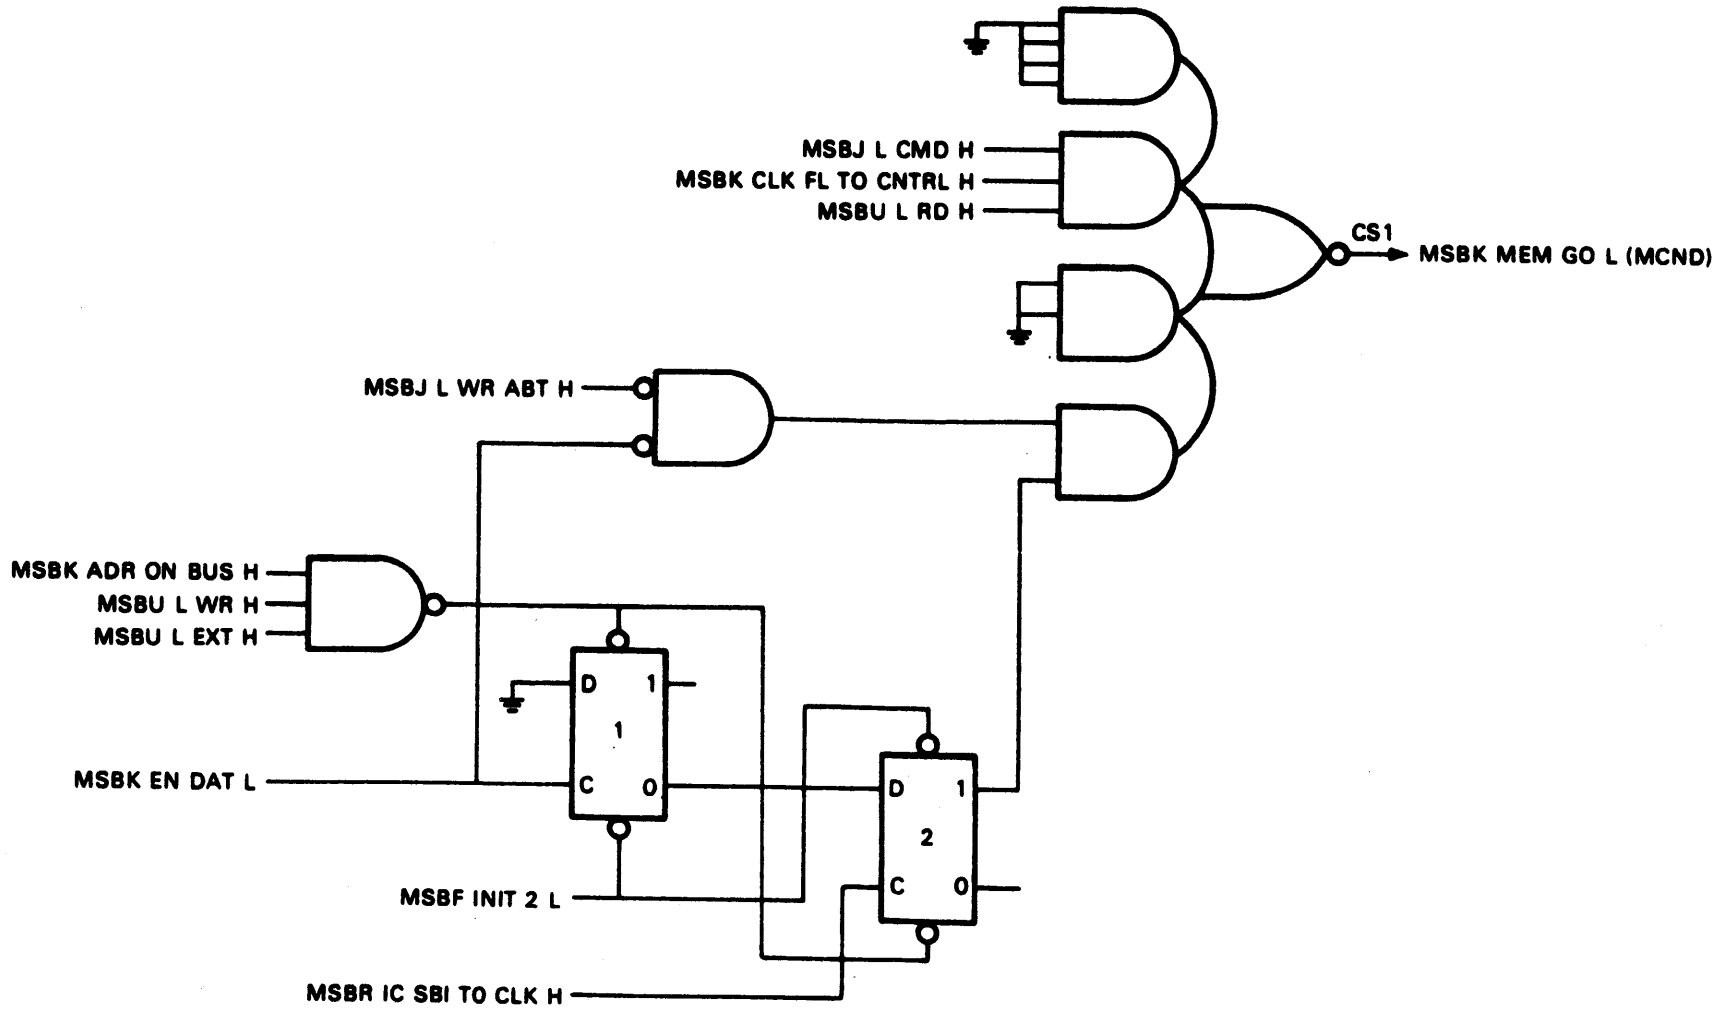 MSBJ L CMD H
MSBK CLK FL TO CNTRL H
MSBU L RD H
CS1
MSBK MEM GO L (MCND)
MSBJ L WR ABT H
MSBK ADR ON BUS H
MSBU L WR H
MSBU L EXT H
D 1
1
C 0
MSBK EN DAT L
D 1
2
C 0
MSBF INIT 2 L
MSBR IC SBI TO CLK H